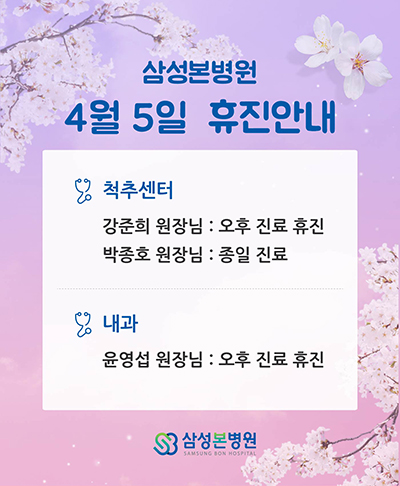 삼성본병원
4월 5일 휴진안내
척추센터
강준희 원장님 : 오후 진료 휴진
박종호 원장님 : 종일 진료
내과
윤영섭 원장님 : 오후 진료 휴진
삼성본병원
SAMSUNG BON HOSPITAL